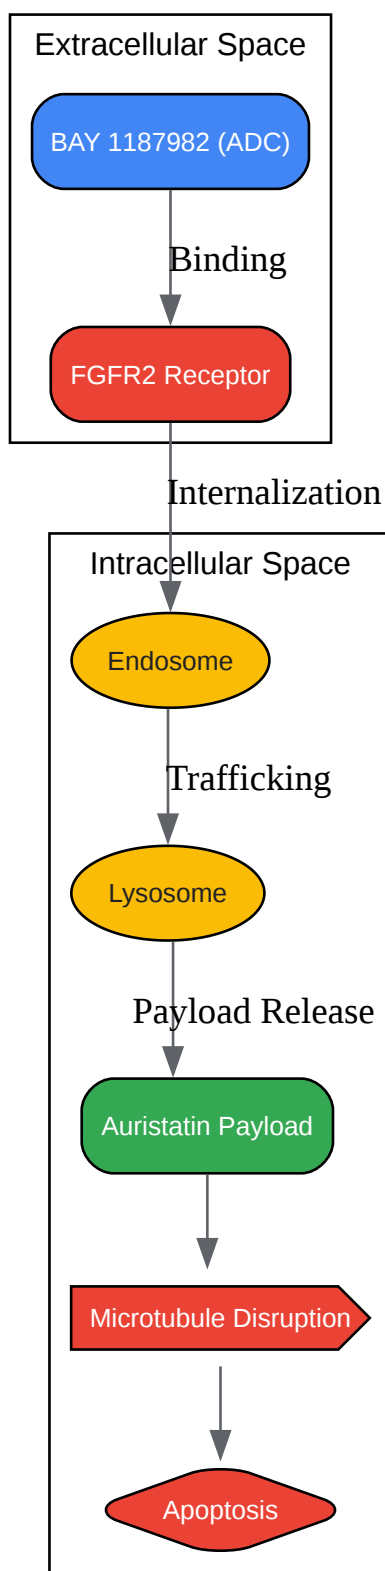 Extracellular Space
BAY 1187982 (ADC)
Binding
FGFR2 Receptor
Internalization
Intracellular Space
Endosome
Trafficking
Lysosome
Payload Release
Auristatin Payload
Microtubule Disruption
Apoptosis